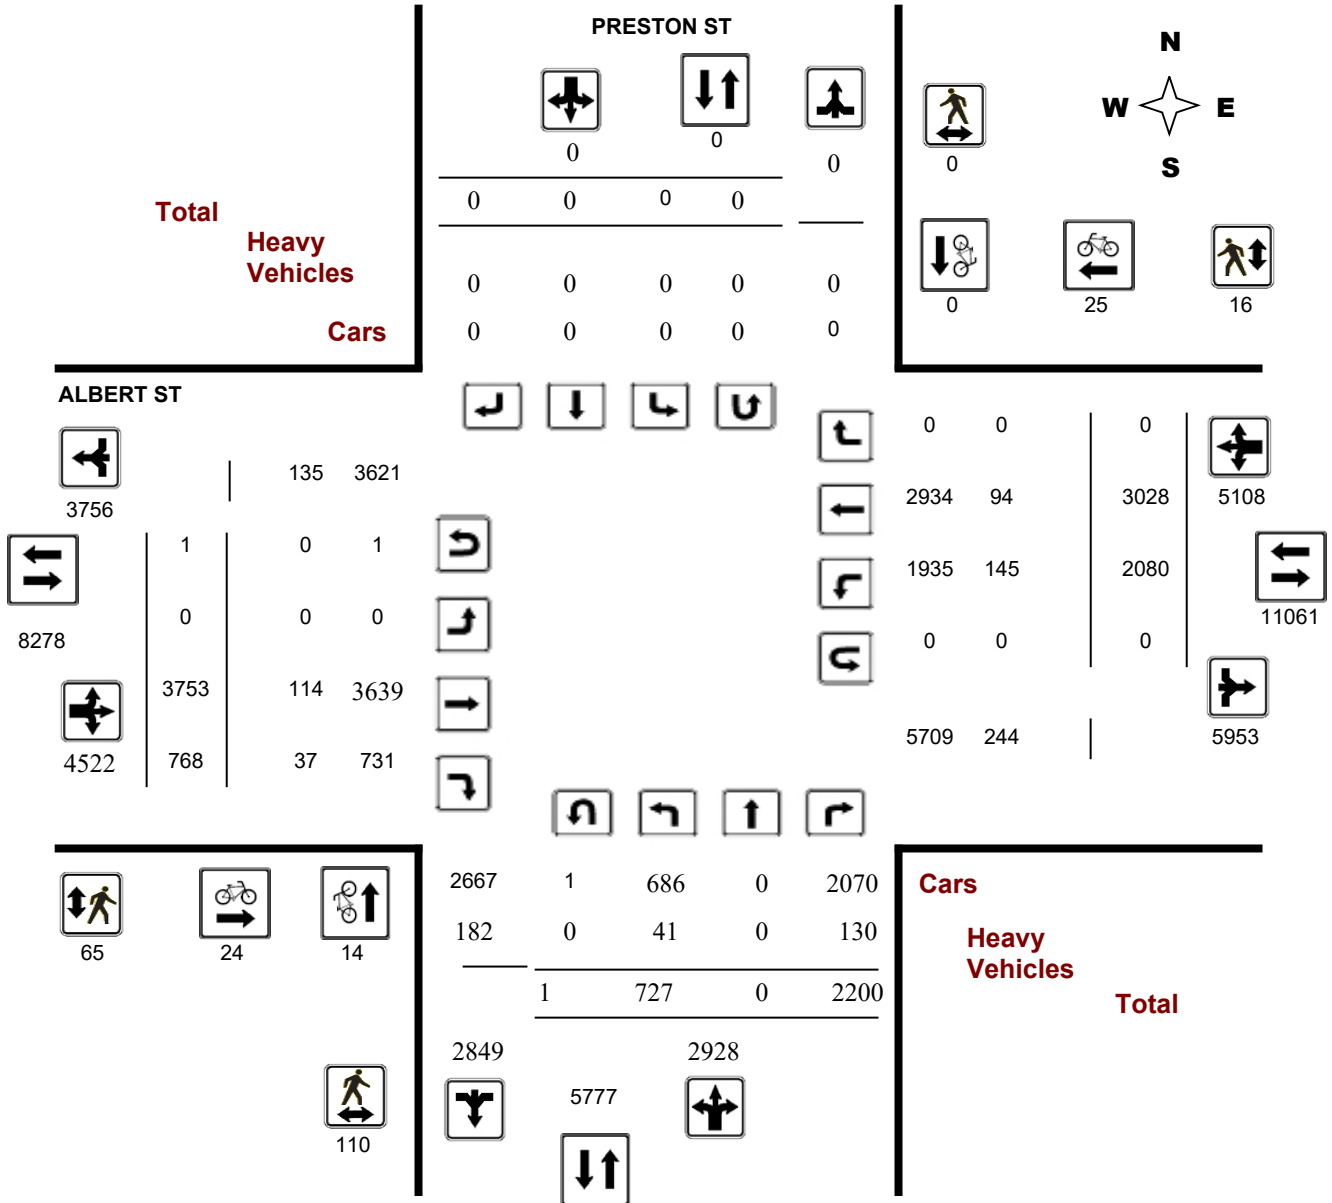 PRESTON ST
N
W E
S
0 0 0 0
0 0 0 0
Total
Heavy
Vehicles
0 0 0 0 0
Cars
0 0 0 0 0
0 25 16
ALBERT ST
0 0 0
135 3621
3756
2934 94 3028 5108
1 0 1
1935 145 2080
8278
0 0 0
11061
0 0 0
3753 114 3639
4522 768 37 731
5709 244 5953
2667 1 686 0 2070
Cars
182 0 41 0 130
Heavy
Vehicles
65 24 14
1 727 0 2200
Total
2849 2928
5777
110